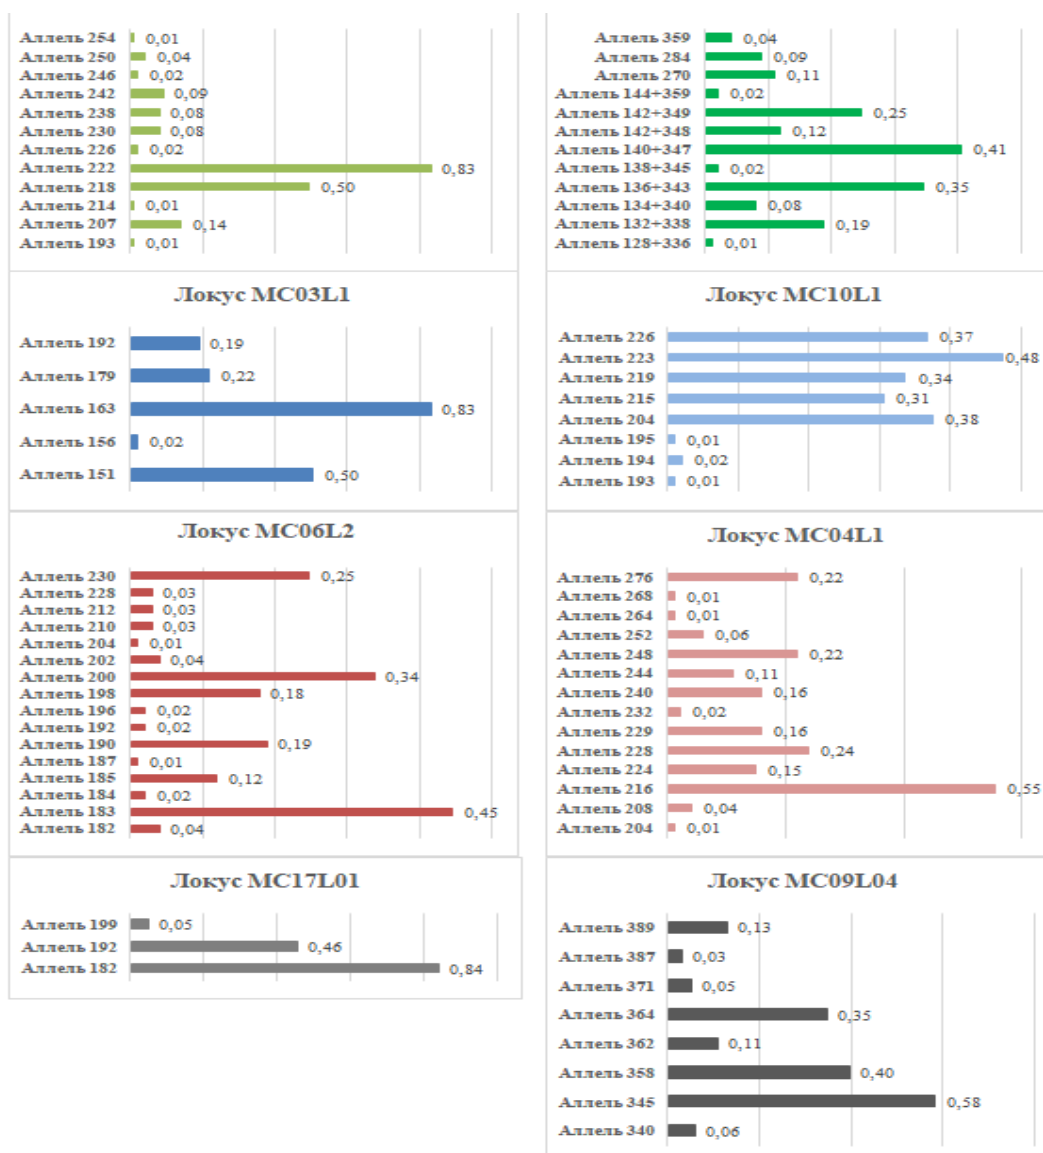 Аллель 254 0,01
Аллель 250 0,04
Аллель 246 0,02
Аллель 242 0,09
Аллель 238 0,08
Аллель 230 0,08
Аллель 226 0,02
Аллель 222 0,83
Аллель 218 0,50
Аллель 214 0,01
Аллель 207 0,14
Аллель 193 0,01
Аллель 359 0,04
Аллель 284 0,09
Аллель 270 0,11
Аллель 144+359 0,02
Аллель 142+349 0,25
Аллель 142+348 0,12
Аллель 140+347 0,41
Аллель 138+345 0,02
Аллель 136+343 0,35
Аллель 134+340 0,08
Аллель 132+338 0,19
Аллель 128+336 0,01
Локус MC03L1
Аллель 192 0,19
Аллель 179 0,22
Аллель 163 0,83
Аллель 156 0,02
Аллель 151 0,50
Локус MC10L1
Аллель 226 0,37
Аллель 223 0,48
Аллель 219 0,34
Аллель 215 0,31
Аллель 204 0,38
Аллель 195 0,01
Аллель 194 0,02
Аллель 193 0,01
Локус MC06L2
Аллель 230 0,25
Аллель 228 0,03
Аллель 212 0,03
Аллель 210 0,03
Аллель 204 0,01
Аллель 202 0,04
Аллель 200 0,34
Аллель 198 0,18
Аллель 196 0,02
Аллель 192 0,02
Аллель 190 0,19
Аллель 187 0,01
Аллель 185 0,12
Аллель 184 0,02
Аллель 183 0,45
Аллель 182 0,04
Локус MC04L1
Аллель 276 0,22
Аллель 268 0,01
Аллель 264 0,01
Аллель 252 0,06
Аллель 248 0,22
Аллель 244 0,11
Аллель 240 0,16
Аллель 232 0,02
Аллель 229 0,16
Аллель 228 0,24
Аллель 224 0,15
Аллель 216 0,55
Аллель 208 0,04
Аллель 204 0,01
Локус MC17L01
Аллель 199 0,05
Аллель 192 0,46
Аллель 182 0,84
Локус MC09L04
Аллель 389 0,13
Аллель 387 0,03
Аллель 371 0,05
Аллель 364 0,35
Аллель 362 0,11
Аллель 358 0,40
Аллель 345 0,58
Аллель 340 0,06